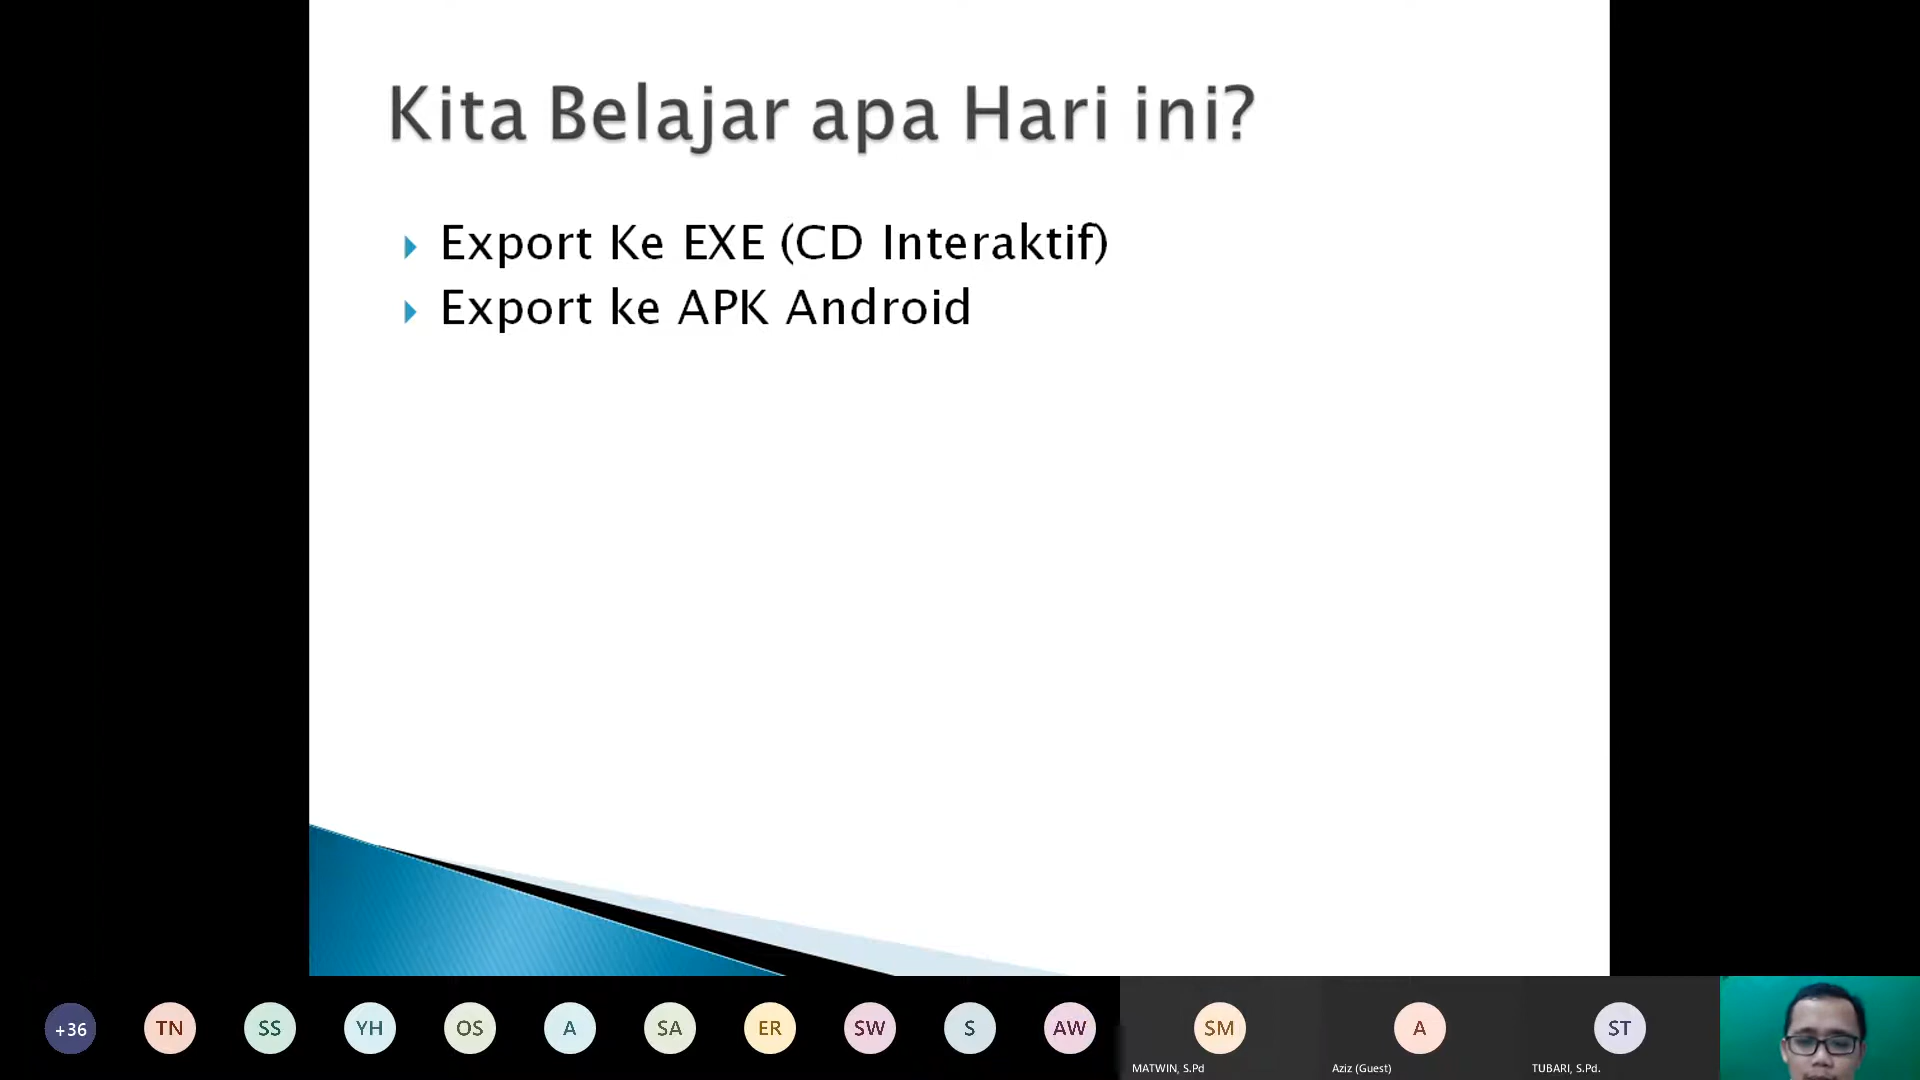 Kita Belajar apa Hari ini?
Export Ke EXE (CD Interaktif)
Export ke APK Android
+36
TN
SS
YH
OS
A
SA
ER
SW
S
AW
SM
A
ST
MATWIN, S.Pd
Aziz (Guest)
TUBARI, S.Pd.